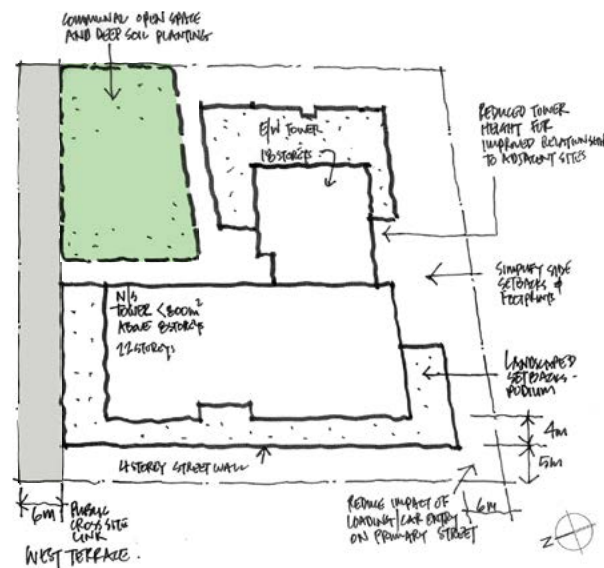 COMMUNAL OPEN SPACE
AND DEEP SOIL PLANTING
E/W TOWER
18 STOREYS
REDUCED TOWER
HEIGHT FOR
IMPROVED RELATIONSHIP
TO ADJACENT SITES
SIMPLIFY SIDE
SETBACKS &
FOOTPRINTS
N/S
TOWER <800m²
ABOVE 8 STOREYS
22 STOREYS
LANDSCAPED
SETBACKS -
PODIUM
4m
5m
4 STOREY STREET WALL
6m
PUBLIC
CROSS SITE
LINK
REDUCE IMPACT OF
LOADING/CAR ENTRY
ON PRIMARY STREET
6m
WEST TERRACE.
Z